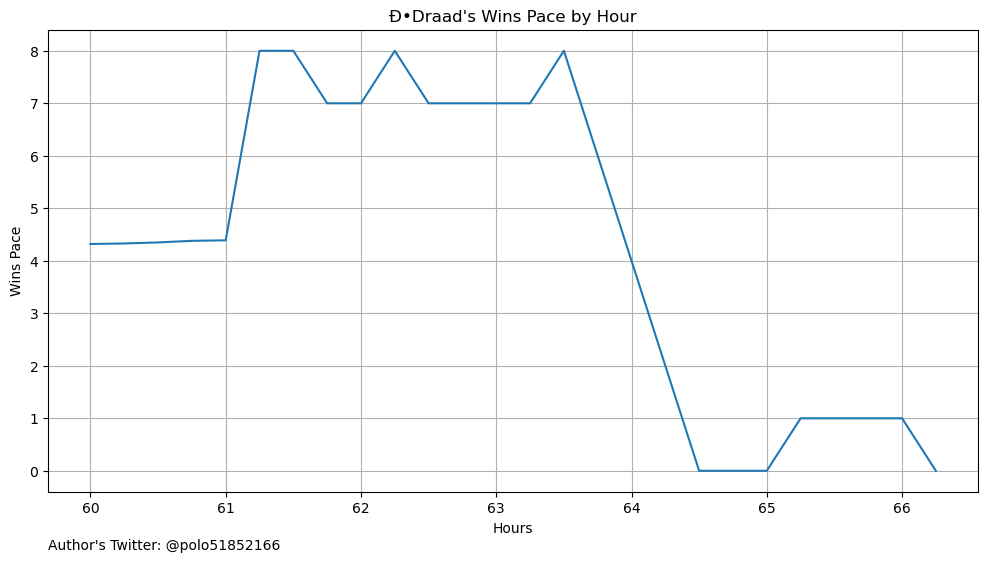 Ð•Draad's Wins Pace by Hour
8
7
6
5
4
3
2
1
0
Wins Pace
60 61 62 63 64 65 66
Hours
Author's Twitter: @polo51852166